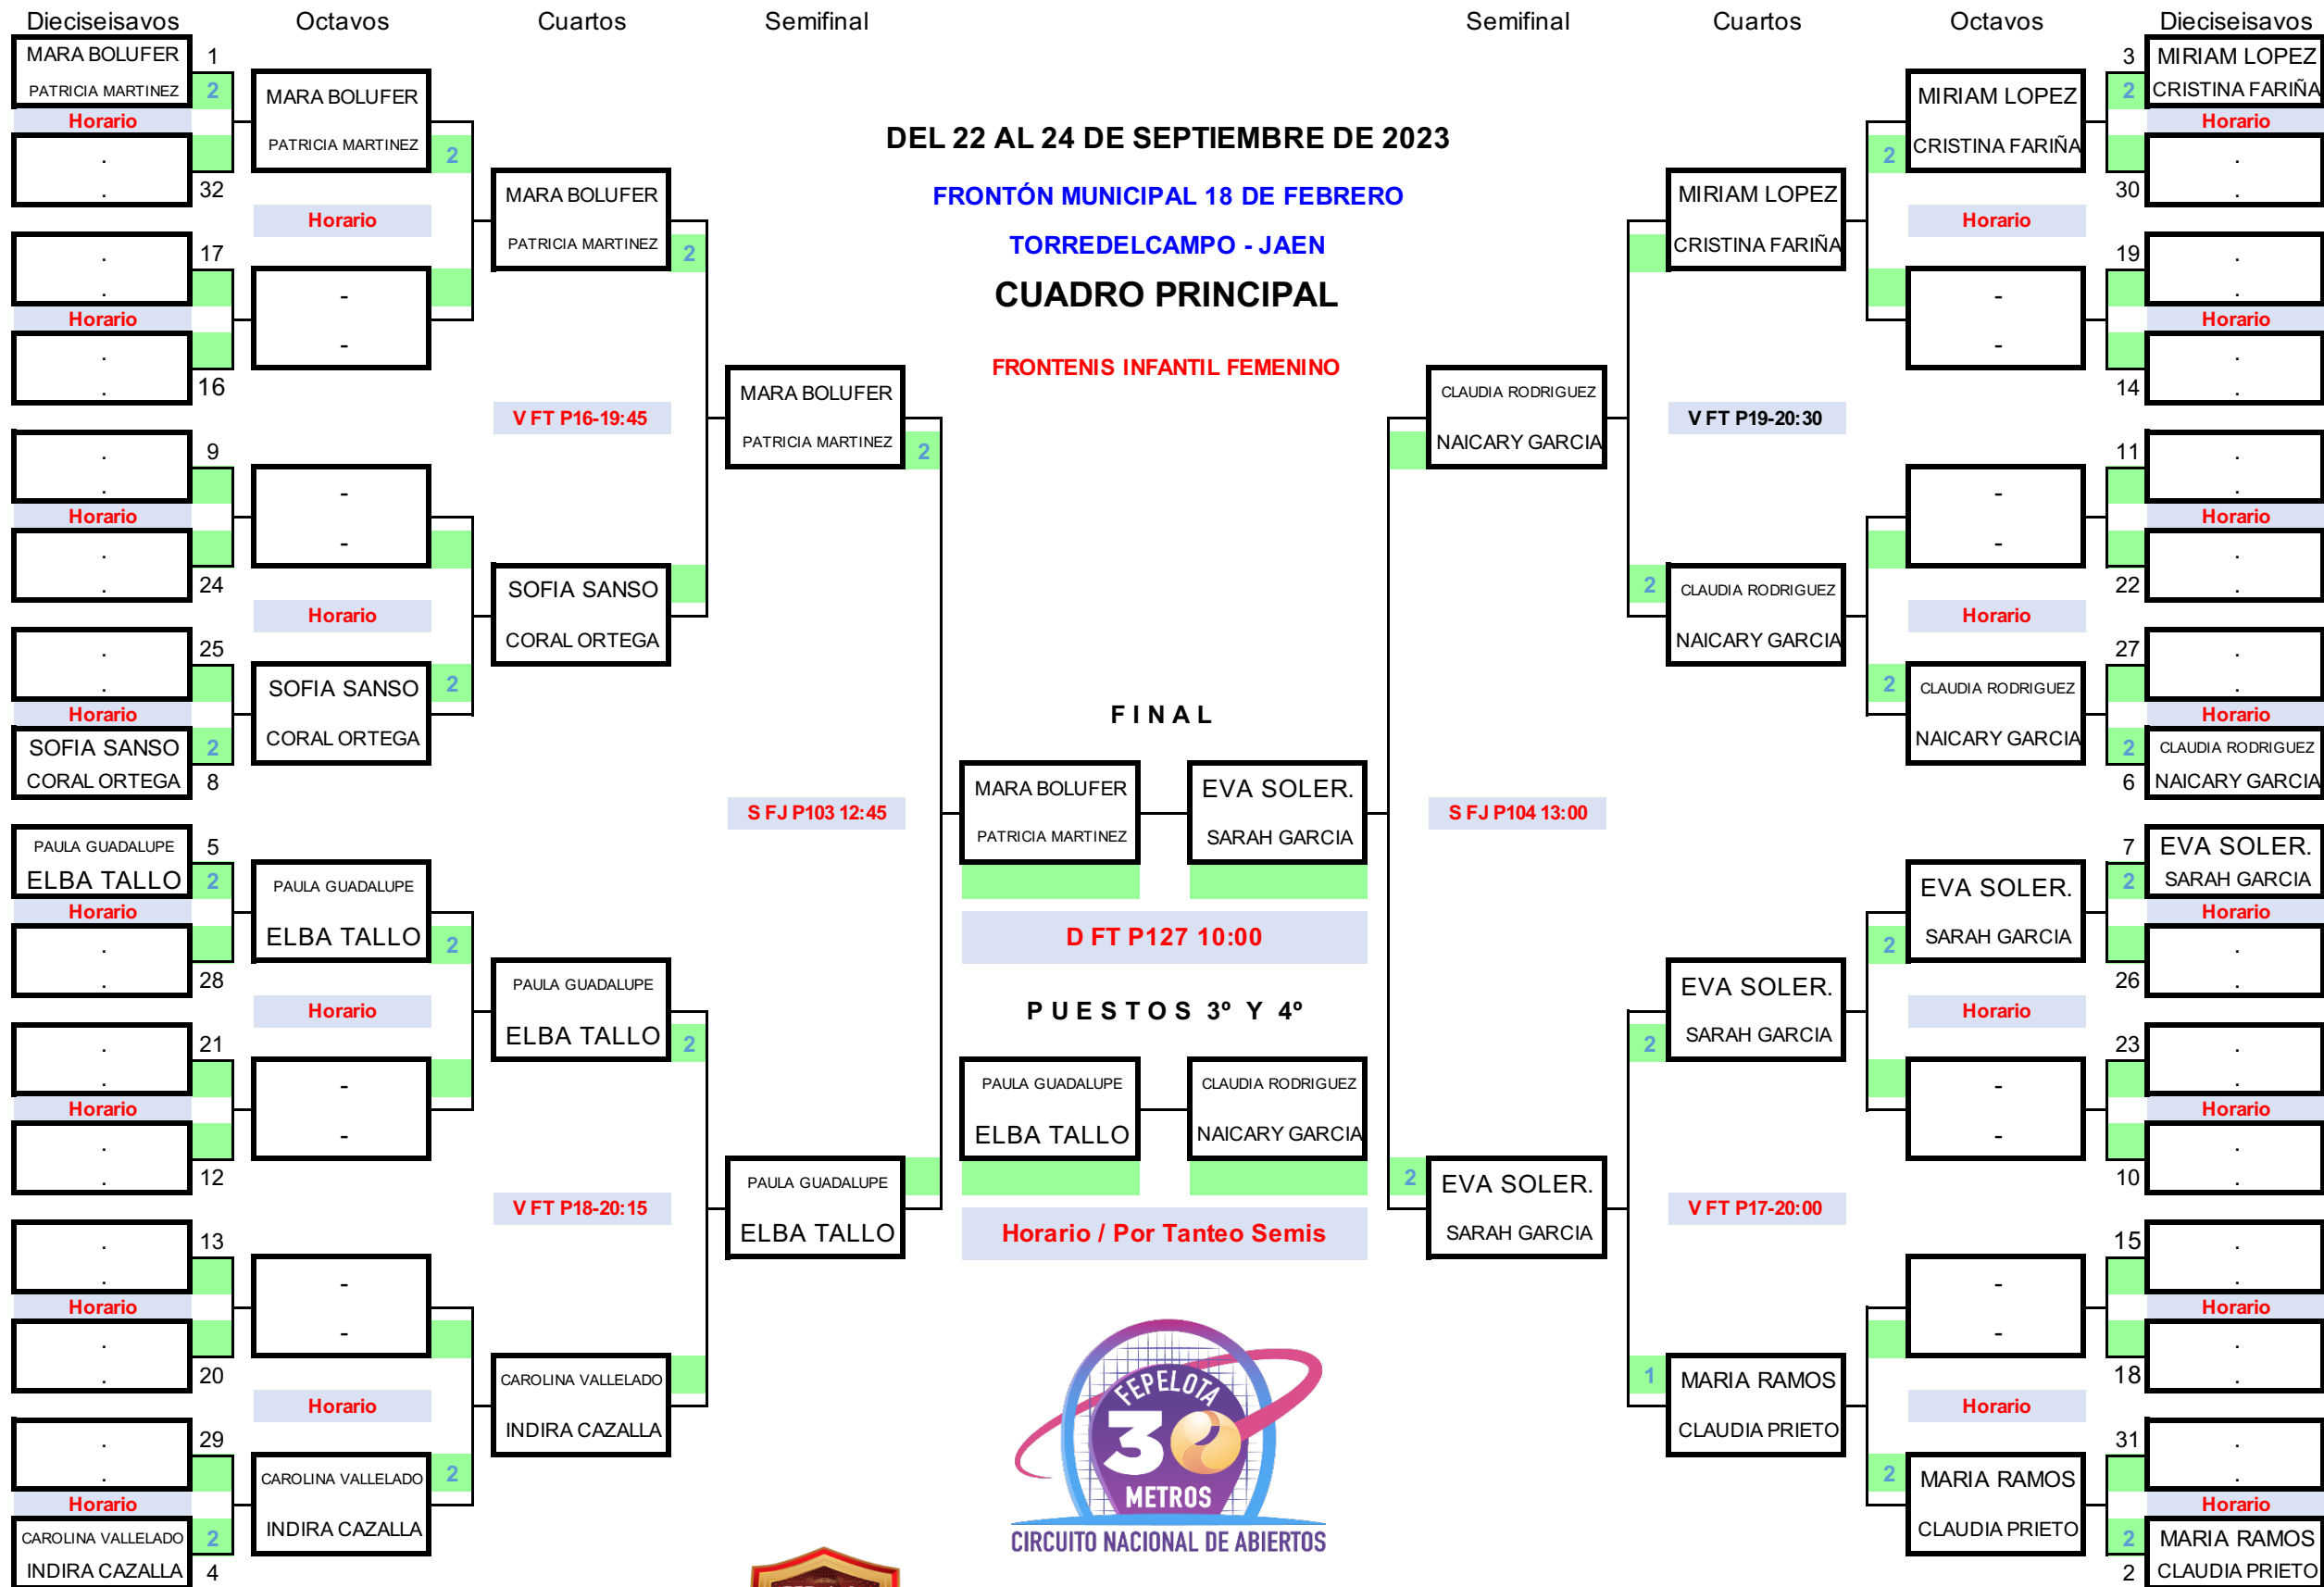 Dieciseisavos Octavos Cuartos Semifinal Semifinal Cuartos Octavos Dieciseisavos
MARA BOLUFER 1
PATRICIA MARTINEZ 2
Horario
.
. 32
. 17
.
Horario
.
. 16
. 9
.
Horario
.
. 24
. 25
.
Horario
SOFIA SANSO 2
CORAL ORTEGA 8
PAULA GUADALUPE 5
ELBA TALLO 2
Horario
.
. 28
. 21
.
Horario
.
. 12
. 13
.
Horario
.
. 20
. 29
.
Horario
CAROLINA VALLELADO 2
INDIRA CAZALLA 4
MARA BOLUFER
PATRICIA MARTINEZ 2
Horario
-
-
-
-
Horario
SOFIA SANSO 2
CORAL ORTEGA
PAULA GUADALUPE
ELBA TALLO 2
Horario
-
-
-
-
Horario
CAROLINA VALLELADO 2
INDIRA CAZALLA
MARA BOLUFER
PATRICIA MARTINEZ 2
V FT P16-19:45
SOFIA SANSO
CORAL ORTEGA
PAULA GUADALUPE
ELBA TALLO 2
V FT P18-20:15
CAROLINA VALLELADO
INDIRA CAZALLA
MARA BOLUFER
PATRICIA MARTINEZ 2
S FJ P103 12:45
PAULA GUADALUPE
ELBA TALLO
DEL 22 AL 24 DE SEPTIEMBRE DE 2023
FRONTÓN MUNICIPAL 18 DE FEBRERO
TORREDELCAMPO - JAEN
CUADRO PRINCIPAL
FRONTENIS INFANTIL FEMENINO
FINAL
MARA BOLUFER EVA SOLER.
PATRICIA MARTINEZ SARAH GARCIA
D FT P127 10:00
PUESTOS 3º Y 4º
PAULA GUADALUPE CLAUDIA RODRIGUEZ
ELBA TALLO NAICARY GARCIA
Horario / Por Tanteo Semis
FEPELOTA
30
METROS
CIRCUITO NACIONAL DE ABIERTOS
CLAUDIA RODRIGUEZ
NAICARY GARCIA
S FJ P104 13:00
2 EVA SOLER.
SARAH GARCIA
MIRIAM LOPEZ
CRISTINA FARIÑA
V FT P19-20:30
2 CLAUDIA RODRIGUEZ
NAICARY GARCIA
EVA SOLER.
2 SARAH GARCIA
V FT P17-20:00
1 MARIA RAMOS
CLAUDIA PRIETO
MIRIAM LOPEZ
2 CRISTINA FARIÑA
Horario
-
-
-
-
Horario
2 CLAUDIA RODRIGUEZ
NAICARY GARCIA
EVA SOLER.
2 SARAH GARCIA
Horario
-
-
-
-
Horario
2 MARIA RAMOS
CLAUDIA PRIETO
3 MIRIAM LOPEZ
2 CRISTINA FARIÑA
Horario
.
30 .
19 .
.
Horario
.
14 .
11 .
.
Horario
.
22 .
27 .
.
Horario
2 CLAUDIA RODRIGUEZ
6 NAICARY GARCIA
7 EVA SOLER.
2 SARAH GARCIA
Horario
.
26 .
23 .
.
Horario
.
10 .
15 .
.
Horario
.
18 .
31 .
.
Horario
2 MARIA RAMOS
2 CLAUDIA PRIETO